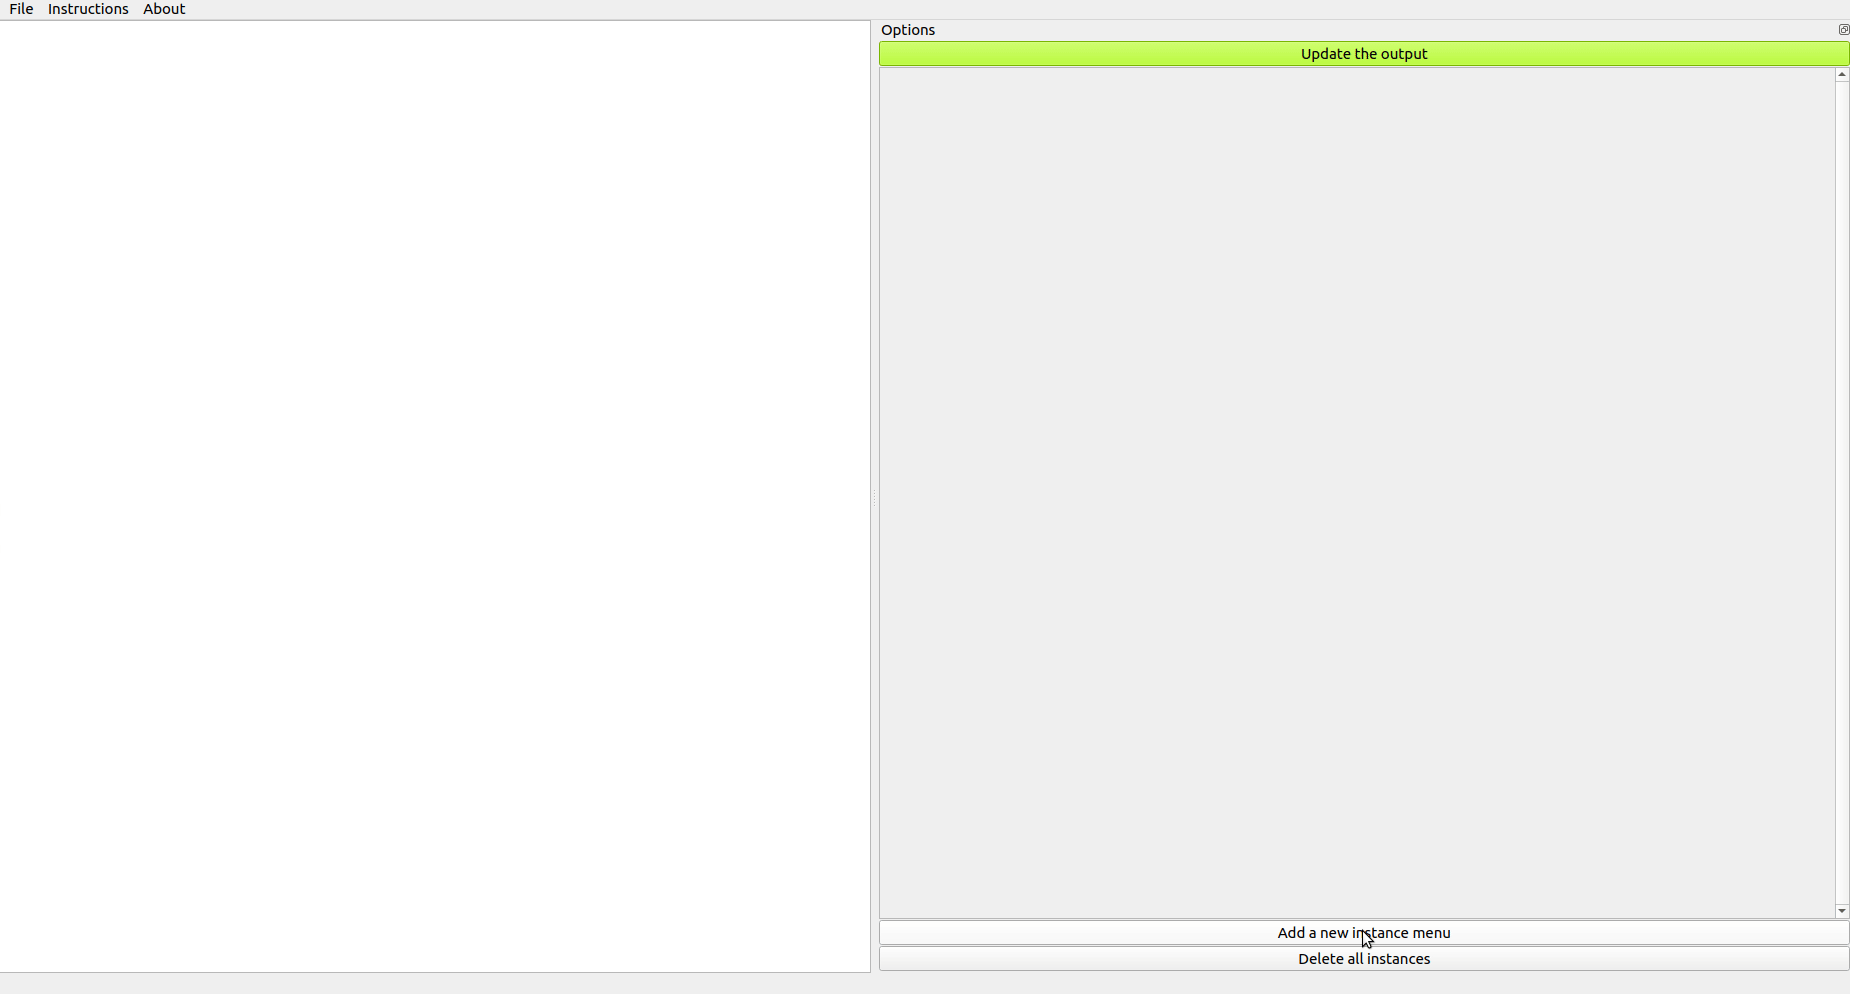 File Instructions About
Options
Update the output
Add a new instance menu
Delete all instances